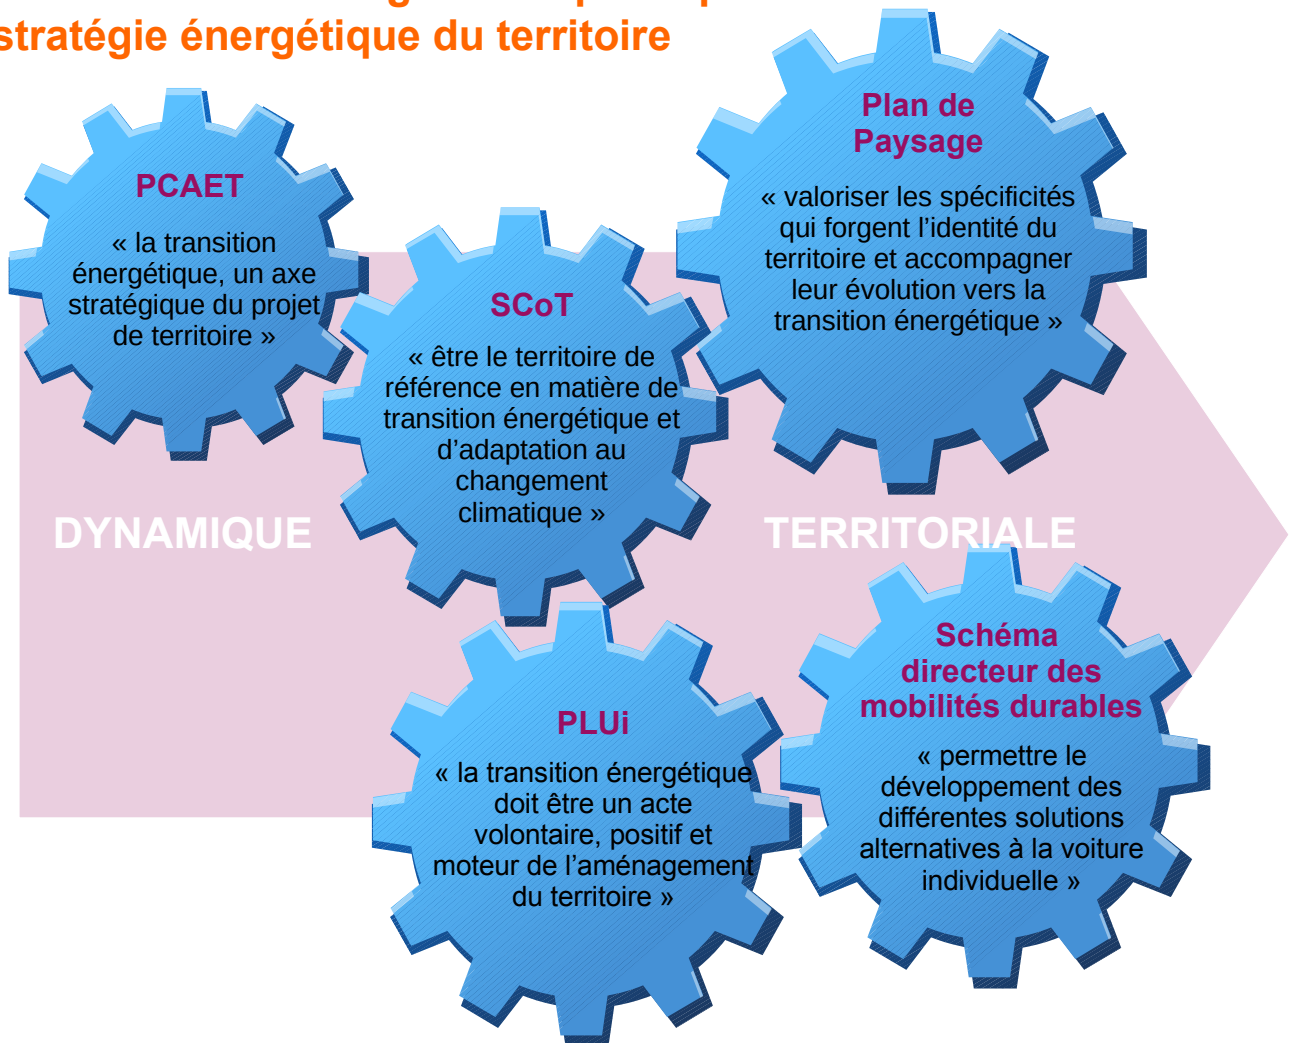 stratégie énergétique du territoire
PCAET
« la transition
énergétique, un axe
stratégique du projet
de territoire »
SCoT
« être le territoire de
référence en matière de
transition énergétique et
d’adaptation au
changement
climatique »
Plan de
Paysage
« valoriser les spécificités
qui forgent l’identité du
territoire et accompagner
leur évolution vers la
transition énergétique »
DYNAMIQUE
TERRITORIALE
PLUi
« la transition énergétique
doit être un acte
volontaire, positif et
moteur de l’aménagement
du territoire »
Schéma
directeur des
mobilités durables
« permettre le
développement des
différentes solutions
alternatives à la voiture
individuelle »